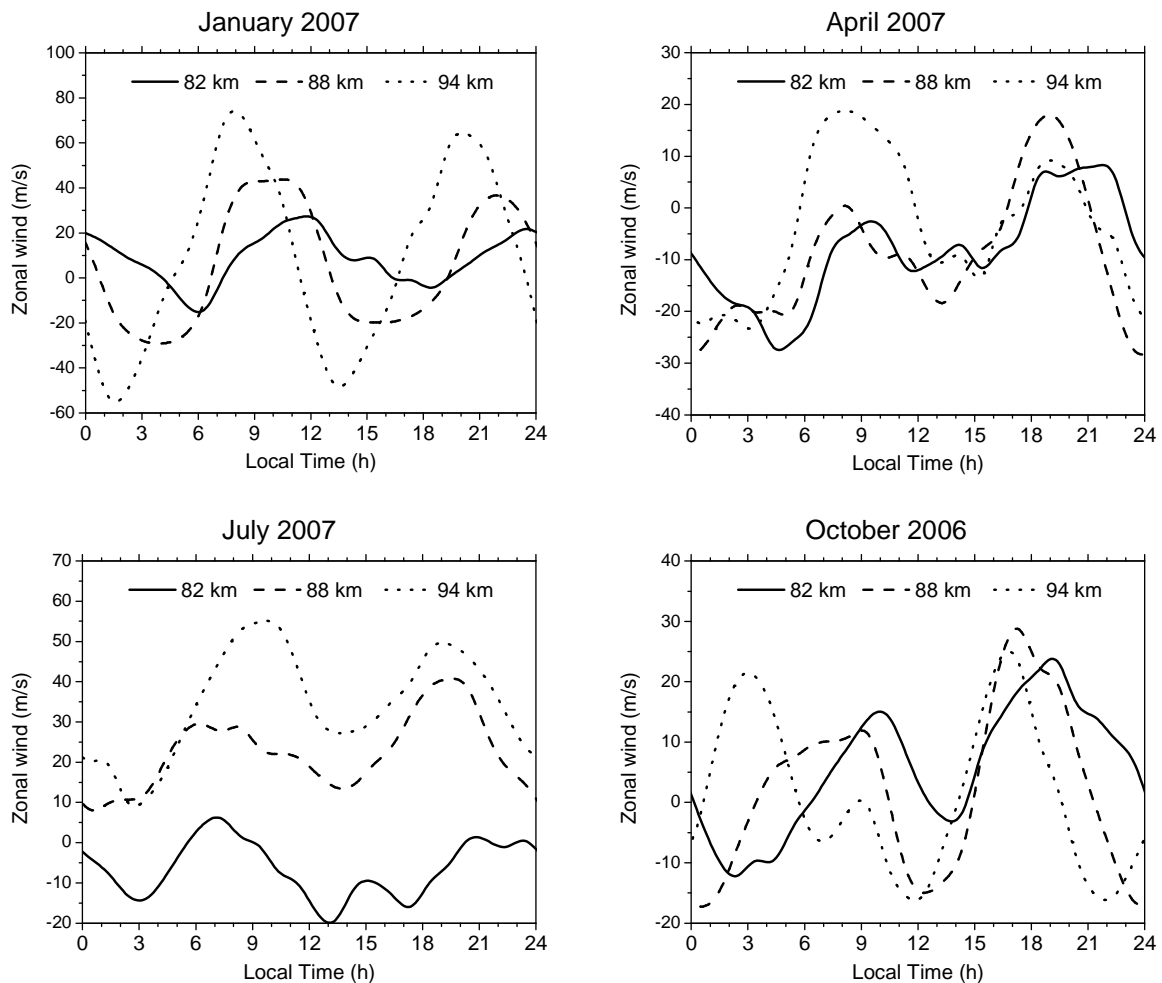 January 2007
82 km 88 km 94 km
100
80
60
40
20
0
-20
-40
-60
Zonal wind (m/s)
0 3 6 9 12 15 18 21 24
Local Time (h)
April 2007
82 km 88 km 94 km
30
20
10
0
-10
-20
-30
-40
Zonal wind (m/s)
0 3 6 9 12 15 18 21 24
Local Time (h)
July 2007
82 km 88 km 94 km
70
60
50
40
30
20
10
0
-10
-20
Zonal wind (m/s)
0 3 6 9 12 15 18 21 24
Local Time (h)
October 2006
82 km 88 km 94 km
40
30
20
10
0
-10
-20
Zonal wind (m/s)
0 3 6 9 12 15 18 21 24
Local Time (h)